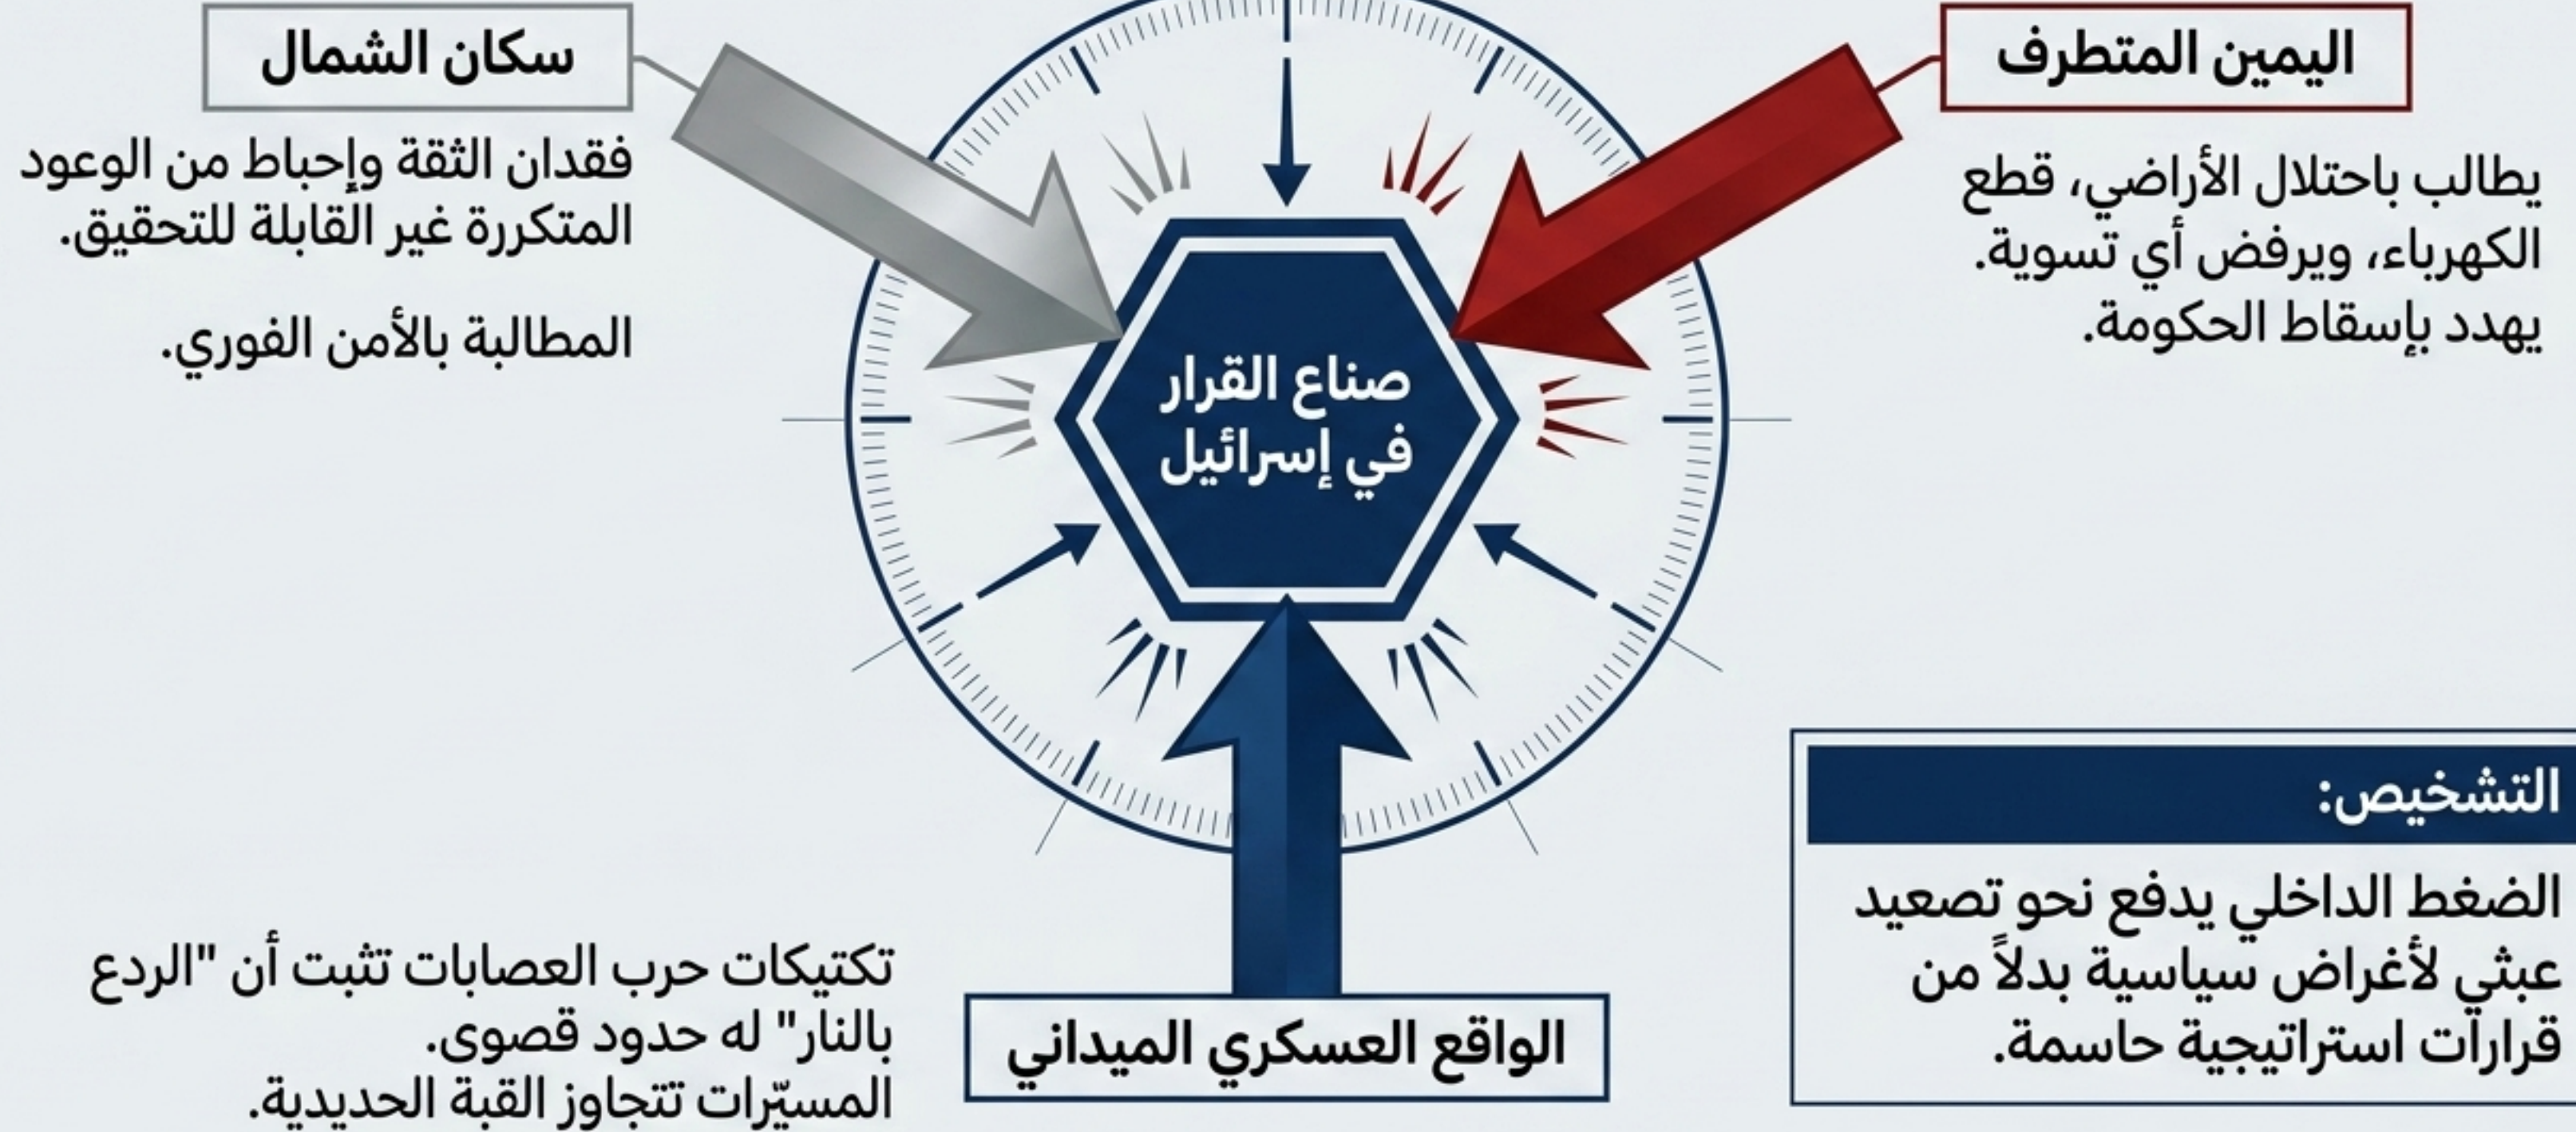 اليمين المتطرف
يطالب باحتلال الأراضي، قطع
الكهرباء، ويرفض أي تسوية.
يهدد بإسقاط الحكومة.
سكان الشمال
فقدان الثقة وإحباط من الوعود
المتكررة غير القابلة للتحقيق.
المطالبة بالأمن الفوري.
صناع القرار
في إسرائيل
التشخيص:
الضغط الداخلي يدفع نحو تصعيد
عبثي لأغراض سياسية بدلاً من
قرارات استراتيجية حاسمة.
الواقع العسكري الميداني
تكتيكات حرب العصابات تثبت أن "الردع
بالنار" له حدود قصوى.
المسيّرات تتجاوز القبة الحديدية.